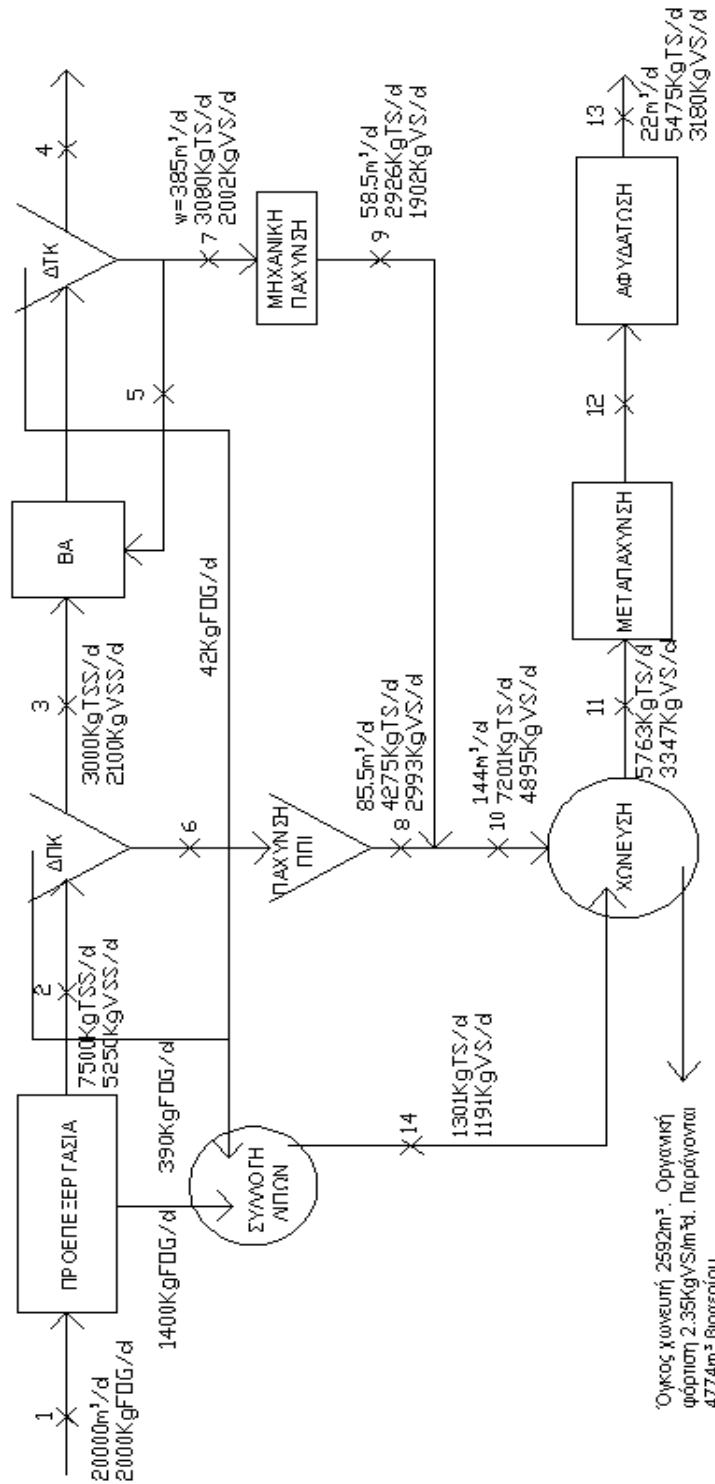 1
20000m³/d
2000KgFOG/d
ΠΡΟΕΠΕΞΕΡΓΑΣΙΑ
2
7500KgTSS/d
5250KgVSS/d
ΔΠΚ
3
3000KgTSS/d
2100KgVSS/d
ΒΑ
ΔΤΚ
4
5
w=385m³/d
3080KgTS/d
2002KgVS/d
7
ΜΗΧΑΝΙΚΗ
ΠΑΧΥΝΣΗ
1400KgFOG/d
390KgFOG/d
42KgFOG/d
ΣΥΛΛΟΓΗ
ΛΙΠΩΝ
6
ΠΑΧΥΝΣΗ
ΠΠΙ
85.5m³/d
4275KgTS/d
2993KgVS/d
8
58.5m³/d
2926KgTS/d
1902KgVS/d
9
144m³/d
7201KgTS/d
4895KgVS/d
10
14
1301KgTS/d
1191KgVS/d
ΧΩΝΕΥΣΗ
11
5763KgTS/d
3347KgVS/d
ΜΕΤΑΠΑΧΥΝΣΗ
12
ΑΦΥΔΑΤΩΣΗ
13
22m³/d
5475KgTS/d
3180KgVS/d
Όγκος χωνευτή 2592m³. Οργανική
φόρτιση 2.35KgVS/m³d. Παράγονται
4774m³ βιοαερίου